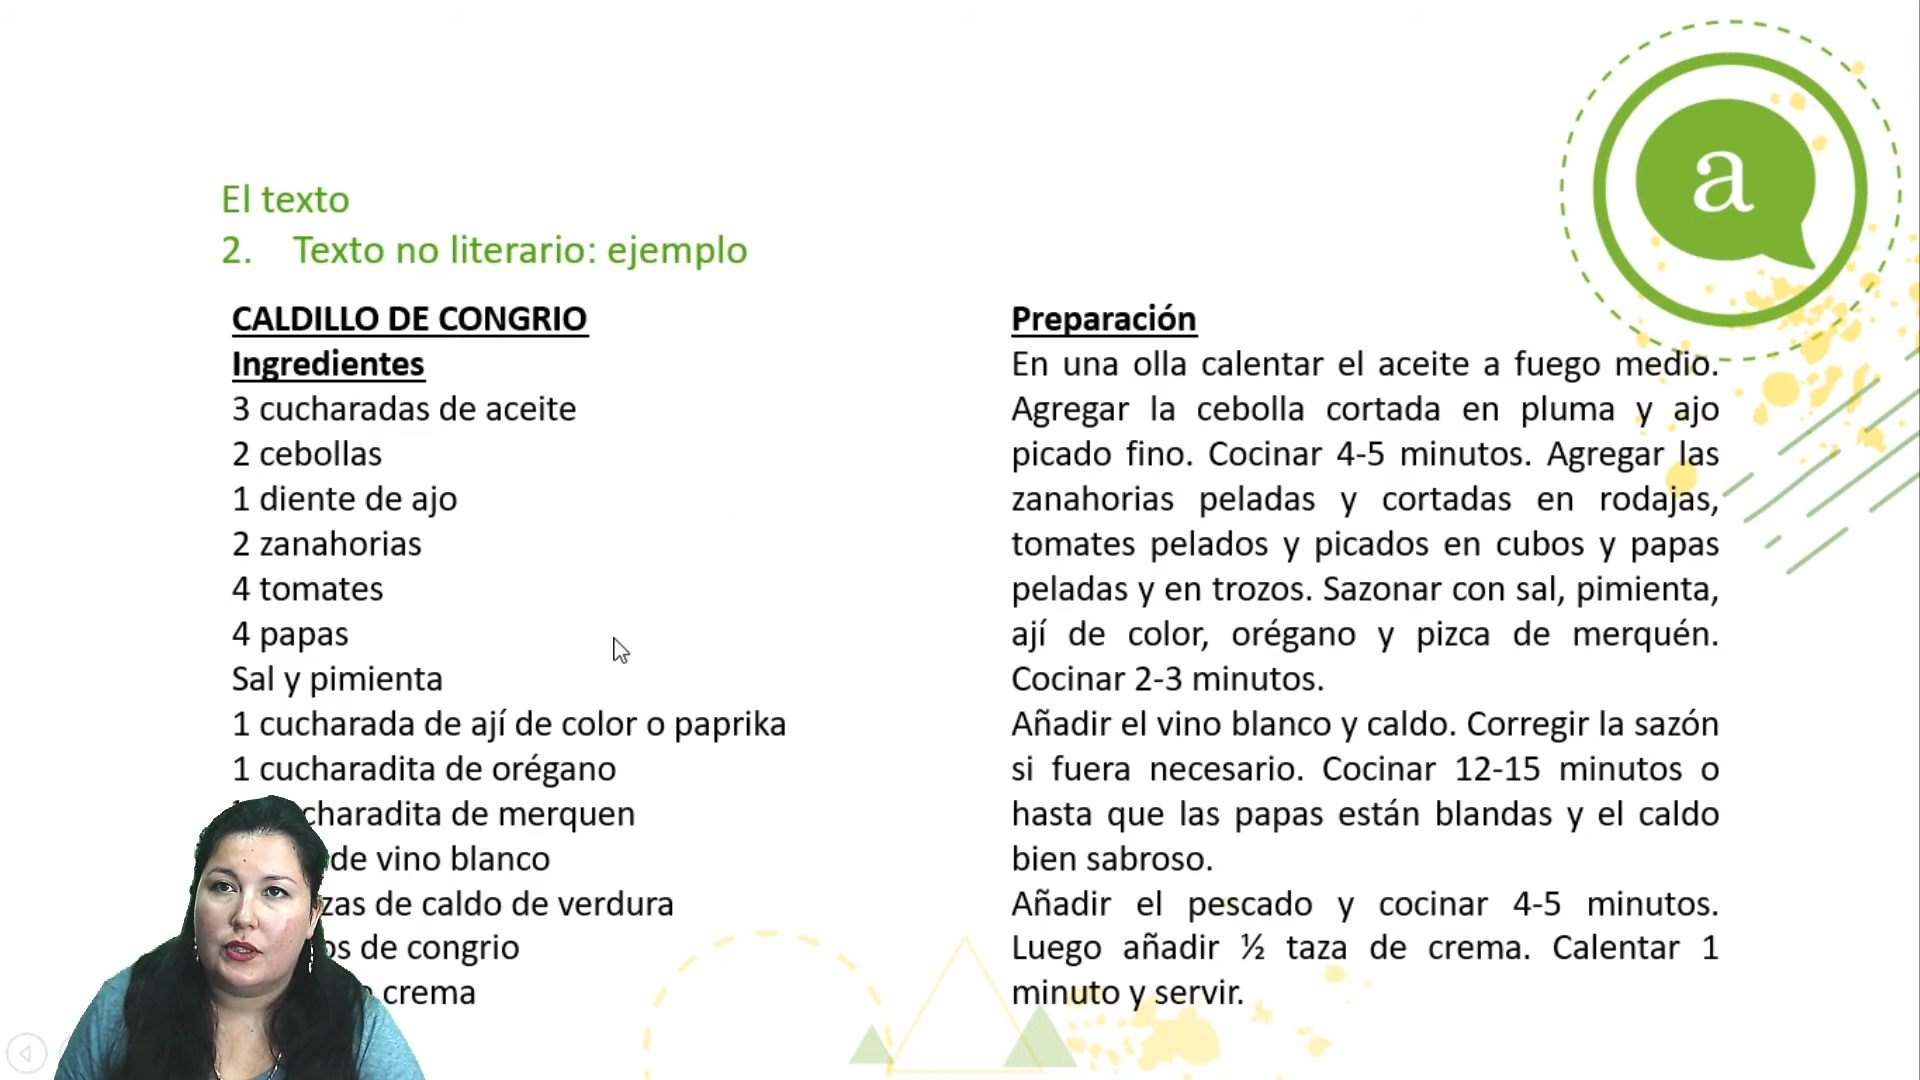 a
El texto
2. Texto no literario: ejemplo
CALDILLO DE CONGRIO
Ingredientes
3 cucharadas de aceite
2 cebollas
1 diente de ajo
2 zanahorias
4 tomates
4 papas
Sal y pimienta
1 cucharada de ají de color o paprika
1 cucharadita de orégano
de merquen
de vino blanco
de caldo de verdura
de congrio
crema
Preparación
En una olla calentar el aceite a fuego medio.
Agregar la cebolla cortada en pluma y ajo
picado fino. Cocinar 4-5 minutos. Agregar las
zanahorias peladas y cortadas en rodajas,
tomates pelados y picados en cubos y papas
peladas y en trozos. Sazonar con sal, pimienta,
ají de color, orégano y pizca de merquén.
Cocinar 2-3 minutos.
Añadir el vino blanco y caldo. Corregir la sazón
si fuera necesario. Cocinar 12-15 minutos o
hasta que las papas están blandas y el caldo
bien sabroso.
Añadir el pescado y cocinar 4-5 minutos.
Luego añadir ½ taza de crema. Calentar 1
minuto y servir.